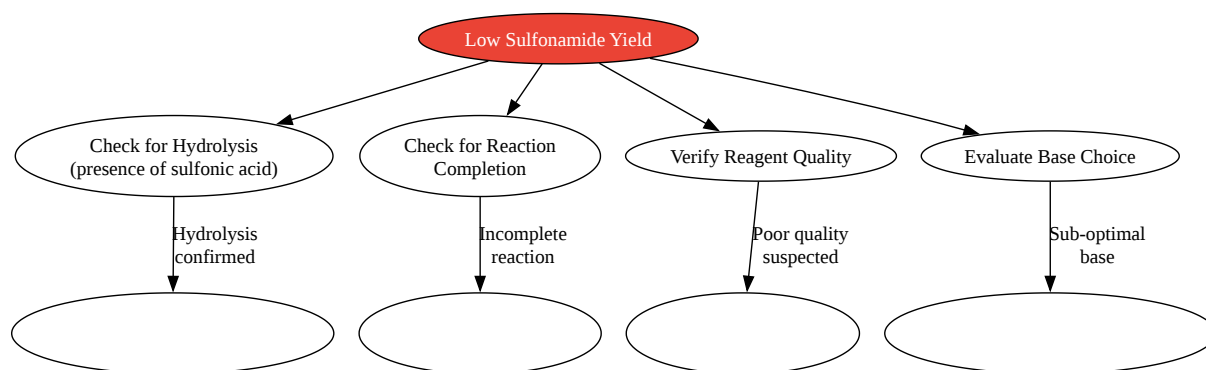 Low Sulfonamide Yield
Check for Hydrolysis
(presence of sulfonic acid)
Check for Reaction
Completion
Verify Reagent Quality
Evaluate Base Choice
Hydrolysis
confirmed
Incomplete
reaction
Poor quality
suspected
Sub-optimal
base